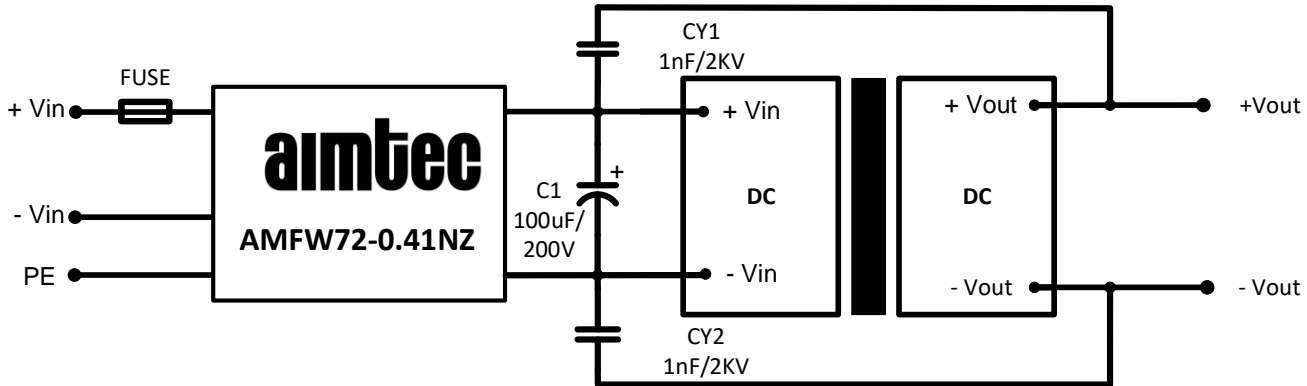 CY1
1nF/2KV
FUSE
+ Vin
aimtec
AMFW72-0.41NZ
- Vin
PE
C1
+
100uF/
200V
+ Vin
DC
- Vin
+ Vout
DC
- Vout
+Vout
- Vout
CY2
1nF/2KV